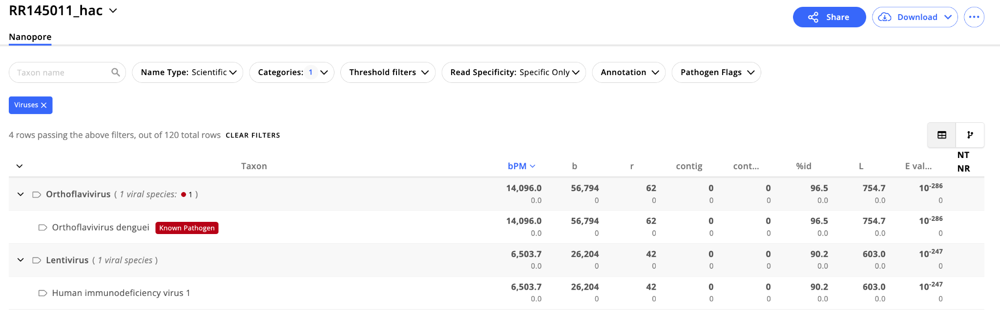 RR145011_hac
Share
Download
Nanopore
Taxon name
Name Type: Scientific
Categories: 1
Threshold filters
Read Specificity: Specific Only
Annotation
Pathogen Flags
Viruses
4 rows passing the above filters, out of 120 total rows CLEAR FILTERS
Taxon bPM b r contig cont... %id L E val... NT
NR
Orthoflavivirus ( 1 viral species: 1 ) 14,096.0 56,794 62 0 0 96.5 754.7 10^-286
0.0 0 0 0 0 0.0 0.0 0
Orthoflavivirus denguei Known Pathogen 14,096.0 56,794 62 0 0 96.5 754.7 10^-286
0.0 0 0 0 0 0.0 0.0 0
Lentivirus ( 1 viral species ) 6,503.7 26,204 42 0 0 90.2 603.0 10^-247
0.0 0 0 0 0 0.0 0.0 0
Human immunodeficiency virus 1 6,503.7 26,204 42 0 0 90.2 603.0 10^-247
0.0 0 0 0 0 0.0 0.0 0